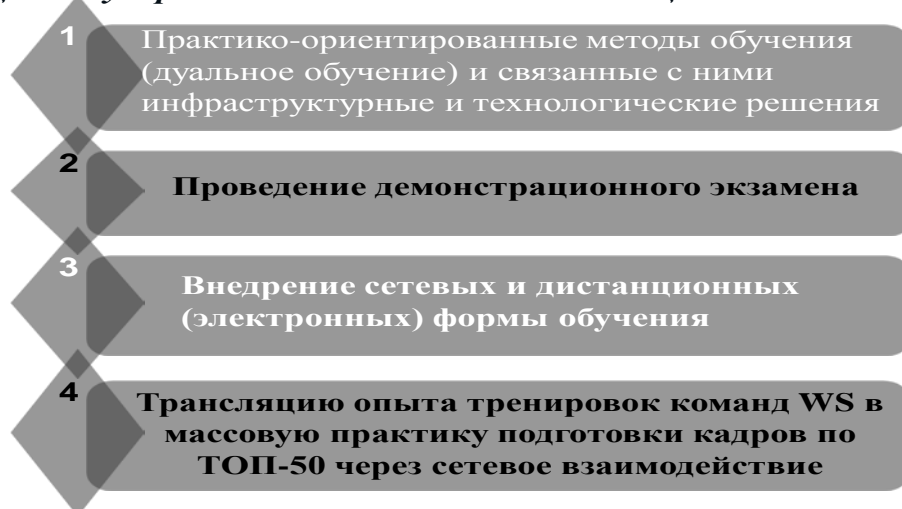 1
Практико-ориентированные методы обучения
(дуальное обучение) и связанные с ними
инфраструктурные и технологические решения
2
Проведение демонстрационного экзамена
3
Внедрение сетевых и дистанционных
(электронных) формы обучения
4
Трансляцию опыта тренировок команд WS в
массовую практику подготовки кадров по
ТОП-50 через сетевое взаимодействие